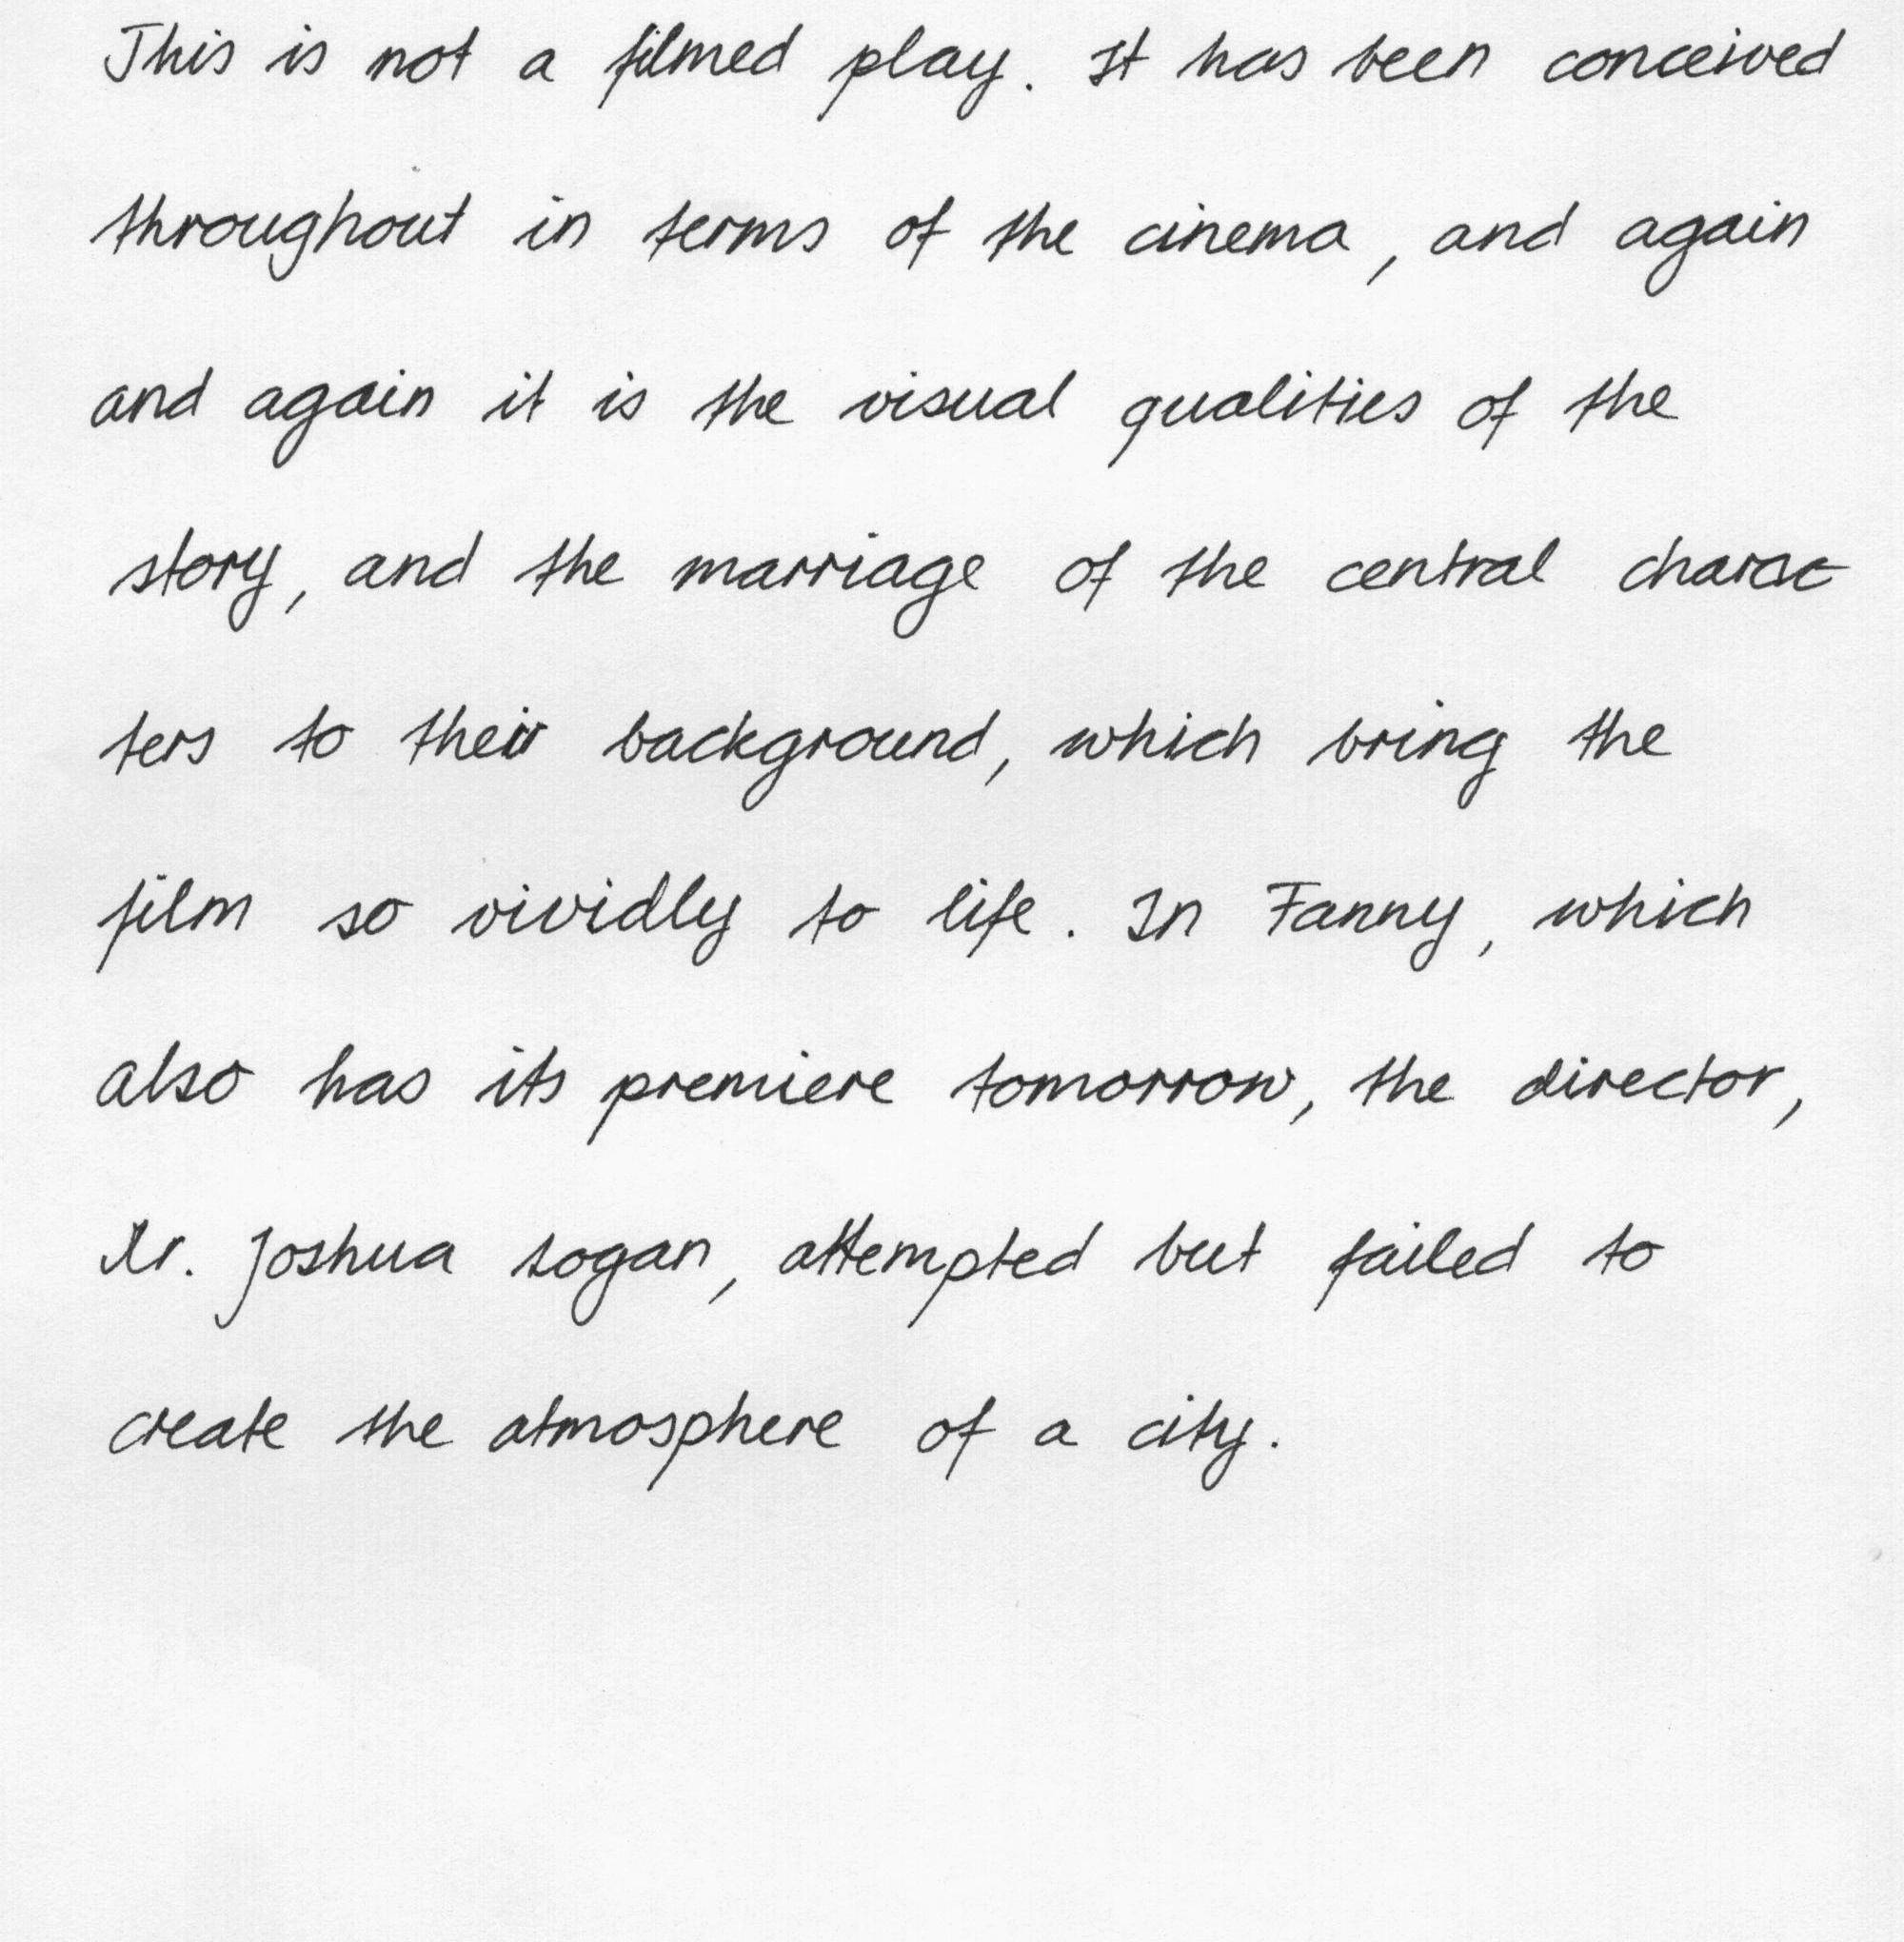 This is not a filmed play. It has been conceived
throughout in terms of the cinema, and again
and again it is the visual qualities of the
story, and the marriage of the central charac-
ters to their background, which bring the
film so vividly to life. In Fanny, which
also has its premiere tomorrow, the director,
Mr. Joshua Logan, attempted but failed to
create the atmosphere of a city.